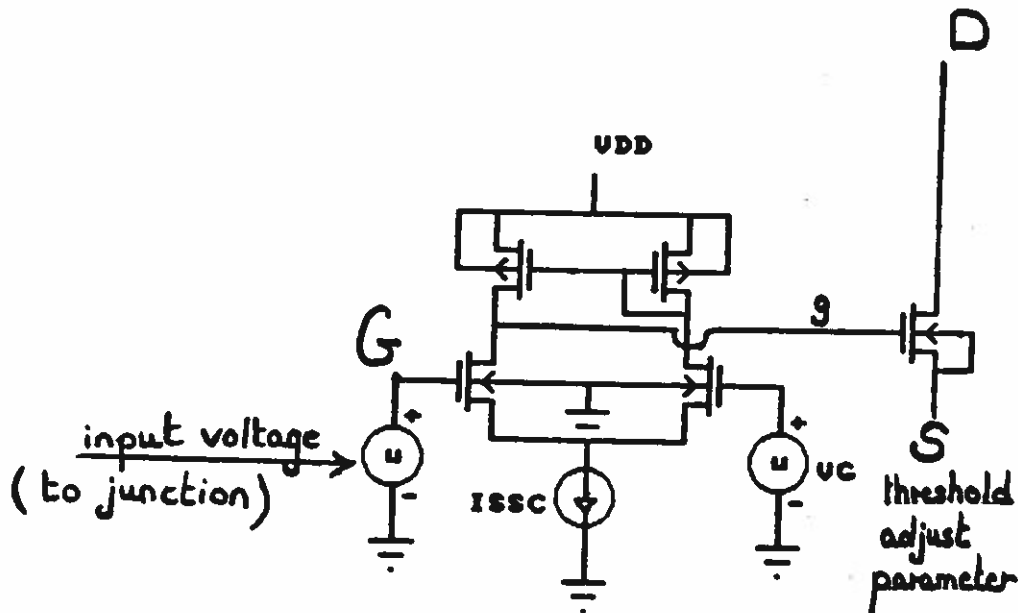 D
VDD
G
g
input voltage
(to junction)
+
u
-
ISSC
+
u
-
VC
S
threshold
adjust
parameter